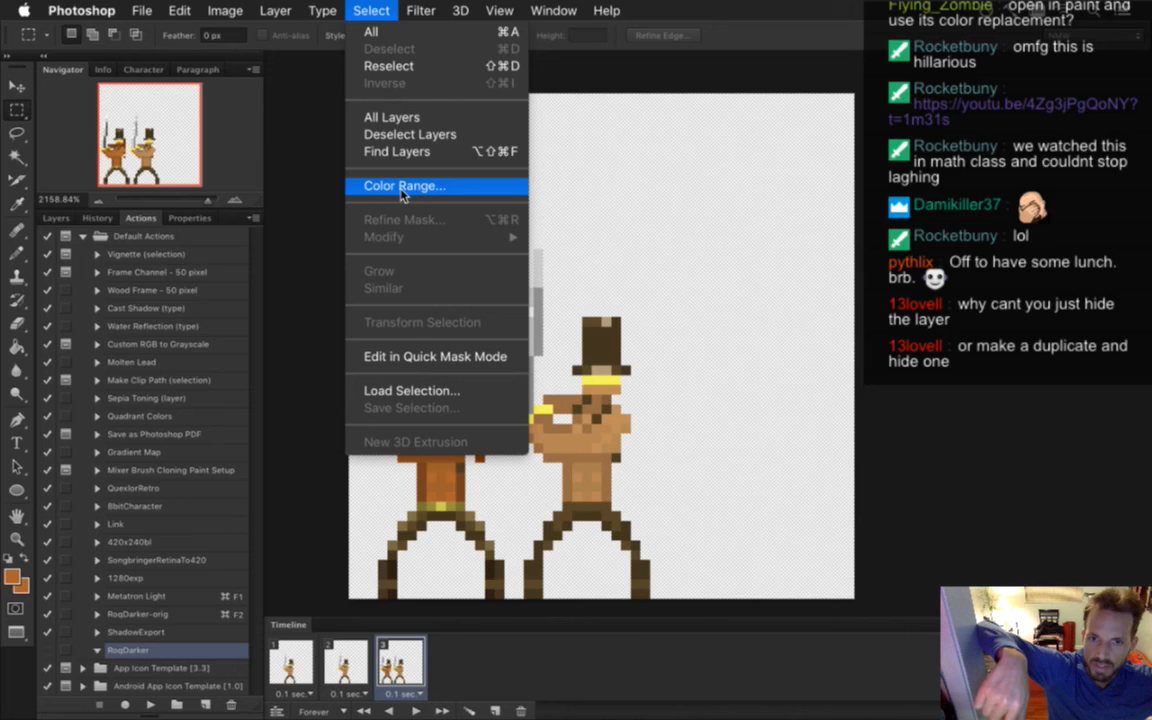 Photoshop File Edit Image Layer Type Select Filter 3D View Window Help
Feather: 0 px Anti-alias Style Height: Refine Edge...
Navigator Info Character Paragraph
2158.84%
Layers History Actions Properties
Default Actions
Vignette (selection)
Frame Channel - 50 pixel
Wood Frame - 50 pixel
Cast Shadow (type)
Water Reflection (type)
Custom RGB to Grayscale
Molten Lead
Make Clip Path (selection)
Sepia Toning (layer)
Quadrant Colors
Save as Photoshop PDF
Gradient Map
Mixer Brush Cloning Paint Setup
QuexlorRetro
8bitCharacter
Link
420x240bl
SongbringerRetinaTo420
1280exp
Metatron Light ⌘ F1
RoqDarker-orig ⌘ F2
ShadowExport
RoqDarker
App Icon Template [3.3]
Android App Icon Template [1.0]
All ⌘A
Deselect ⌘D
Reselect ⇧⌘D
Inverse ⇧⌘I
All Layers
Deselect Layers
Find Layers ⌥⇧⌘F
Color Range...
Refine Mask... ⌥⌘R
Modify
Grow
Similar
Transform Selection
Edit in Quick Mask Mode
Load Selection...
Save Selection...
New 3D Extrusion
Timeline
1 2 3
0.1 sec. 0.1 sec. 0.1 sec.
Forever
Flying_Zombie : open in paint and
use its color replacement?
Rocketbuny : omfg this is
hillarious
Rocketbuny :
https://youtu.be/4Zg3jPgQoNY?
t=1m31s
Rocketbuny : we watched this
in math class and couldnt stop
laghing
Damikiller37 :
Rocketbuny : lol
pythlix : Off to have some lunch.
brb.
13lovell : why cant you just hide
the layer
13lovell : or make a duplicate and
hide one